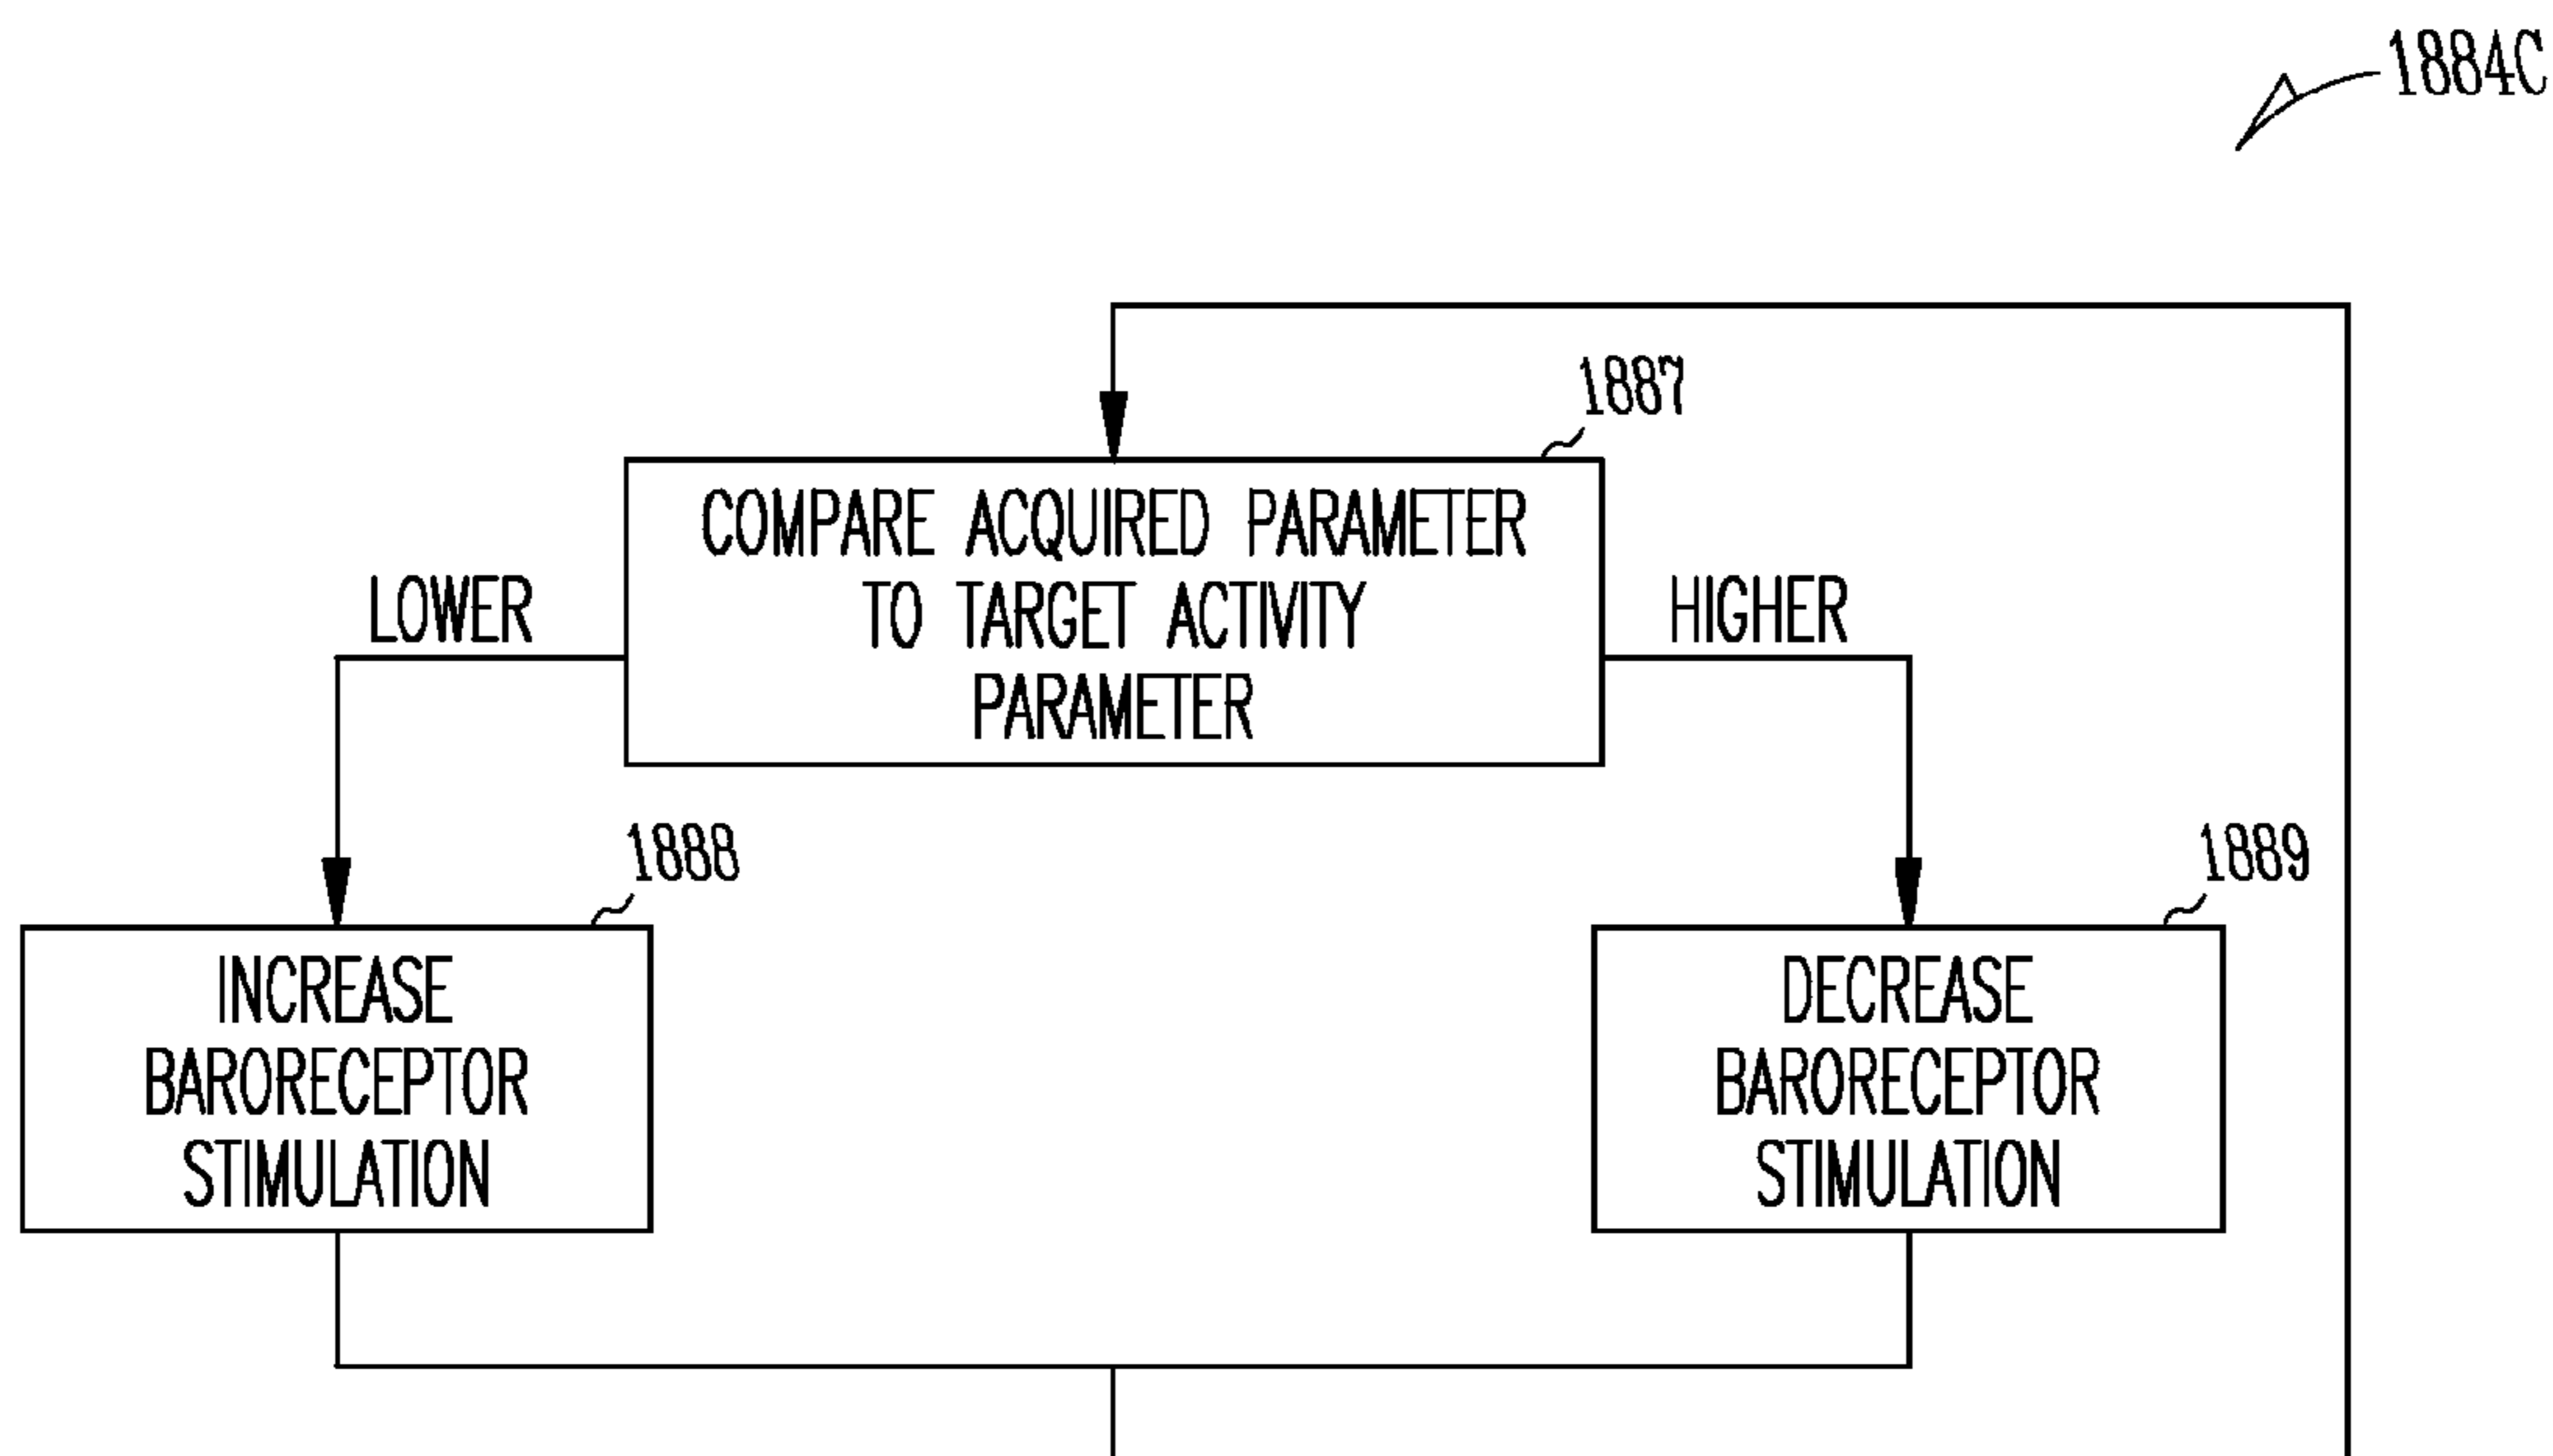 1884C
1887
COMPARE ACQUIRED PARAMETER
TO TARGET ACTIVITY
PARAMETER
LOWER
HIGHER
1888
1889
INCREASE
BARORECEPTOR
STIMULATION
DECREASE
BARORECEPTOR
STIMULATION